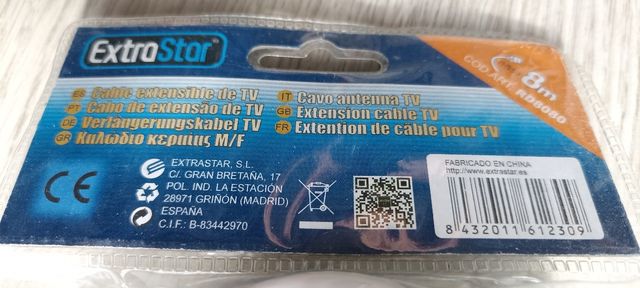 ExtraStar
8m
COD ART. RD8080
ES Cable extensible de TV
PT Cabo de extensão de TV
DE Verläugerungskabel TV
GR Καλωδιο κεραιας M/F
IT Cavo antenna TV
GB Extension cable TV
FR Extention de câble pour TV
CE
EXTRASTAR, S.L.
C/. GRAN BRETAÑA, 17
POL. IND. LA ESTACIÓN
28971 GRIÑÓN (MADRID)
ESPAÑA
C.I.F.: B-83442970
FABRICADO EN CHINA
http://www.extrastar.es
8 432011 612309